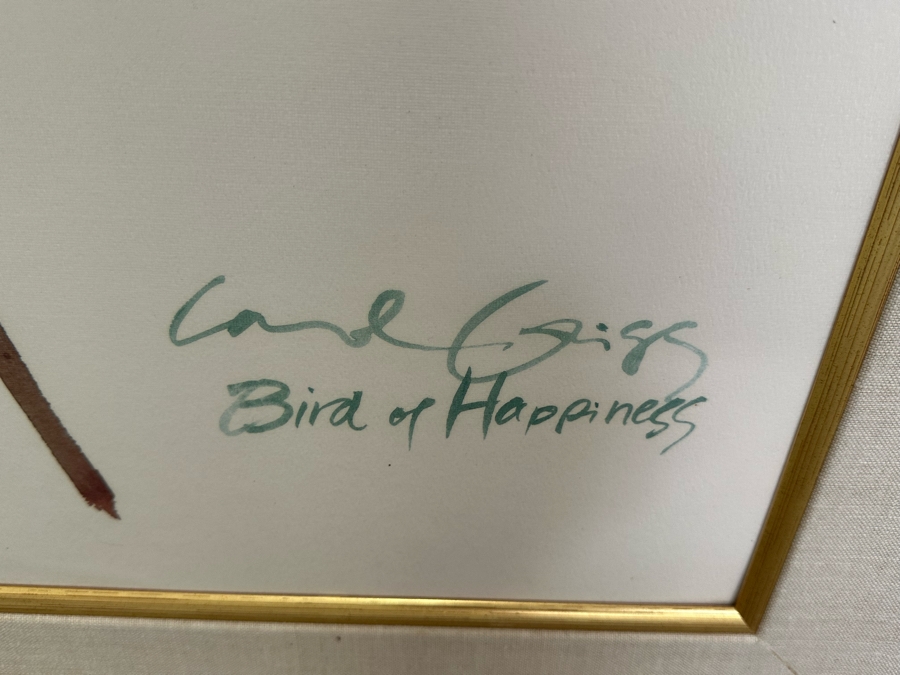 Carol Grigg
Bird of Happiness